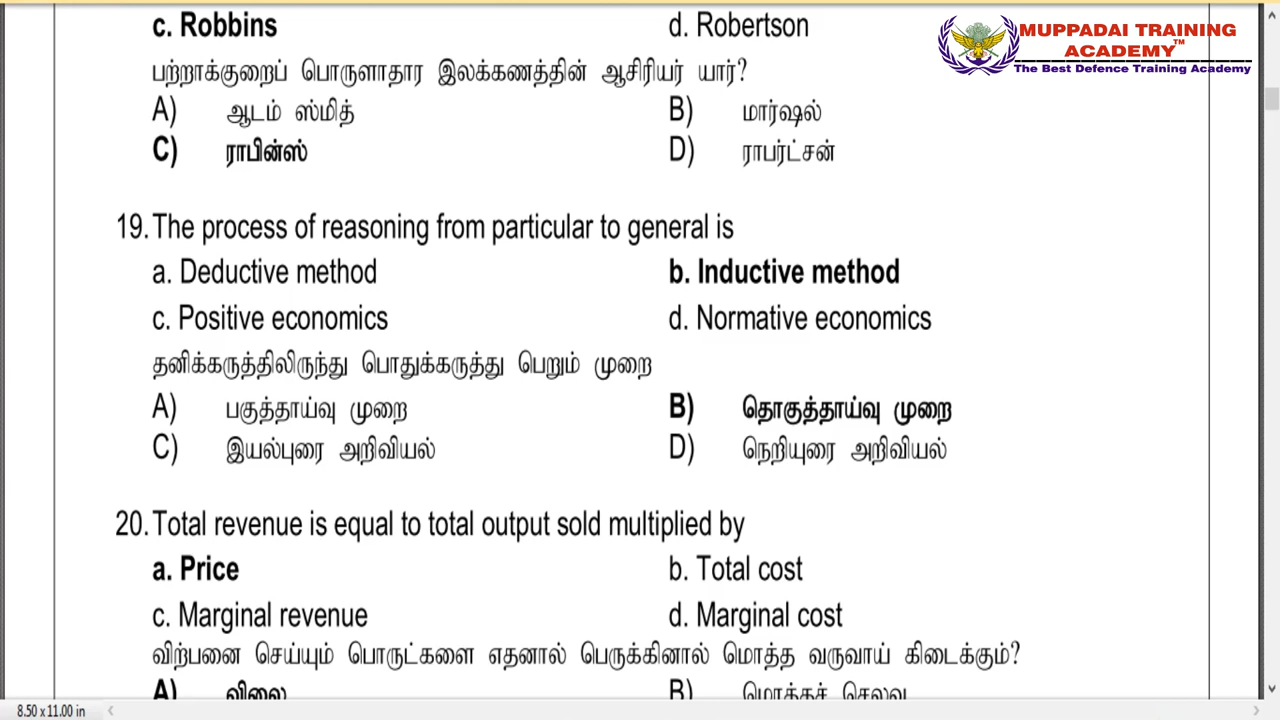 c. Robbins d. Robertson
MUPPADAI TRAINING
ACADEMY™
The Best Defence Training Academy
பற்றாக்குறைப் பொருளாதார இலக்கணத்தின் ஆசிரியர் யார்?
A) ஆடம் ஸ்மித் B) மார்ஷல்
C) ராபின்ஸ் D) ராபர்ட்சன்
19. The process of reasoning from particular to general is
a. Deductive method b. Inductive method
c. Positive economics d. Normative economics
தனிக்கருத்திலிருந்து பொதுக்கருத்து பெறும் முறை
A) பகுத்தாய்வு முறை B) தொகுத்தாய்வு முறை
C) இயல்புரை அறிவியல் D) நெறியுரை அறிவியல்
20. Total revenue is equal to total output sold multiplied by
a. Price b. Total cost
c. Marginal revenue d. Marginal cost
விற்பனை செய்யும் பொருட்களை எதனால் பெருக்கினால் மொத்த வருவாய் கிடைக்கும்?
A) விலை B) மொத்தச் செலவு
8.50 x 11.00 in